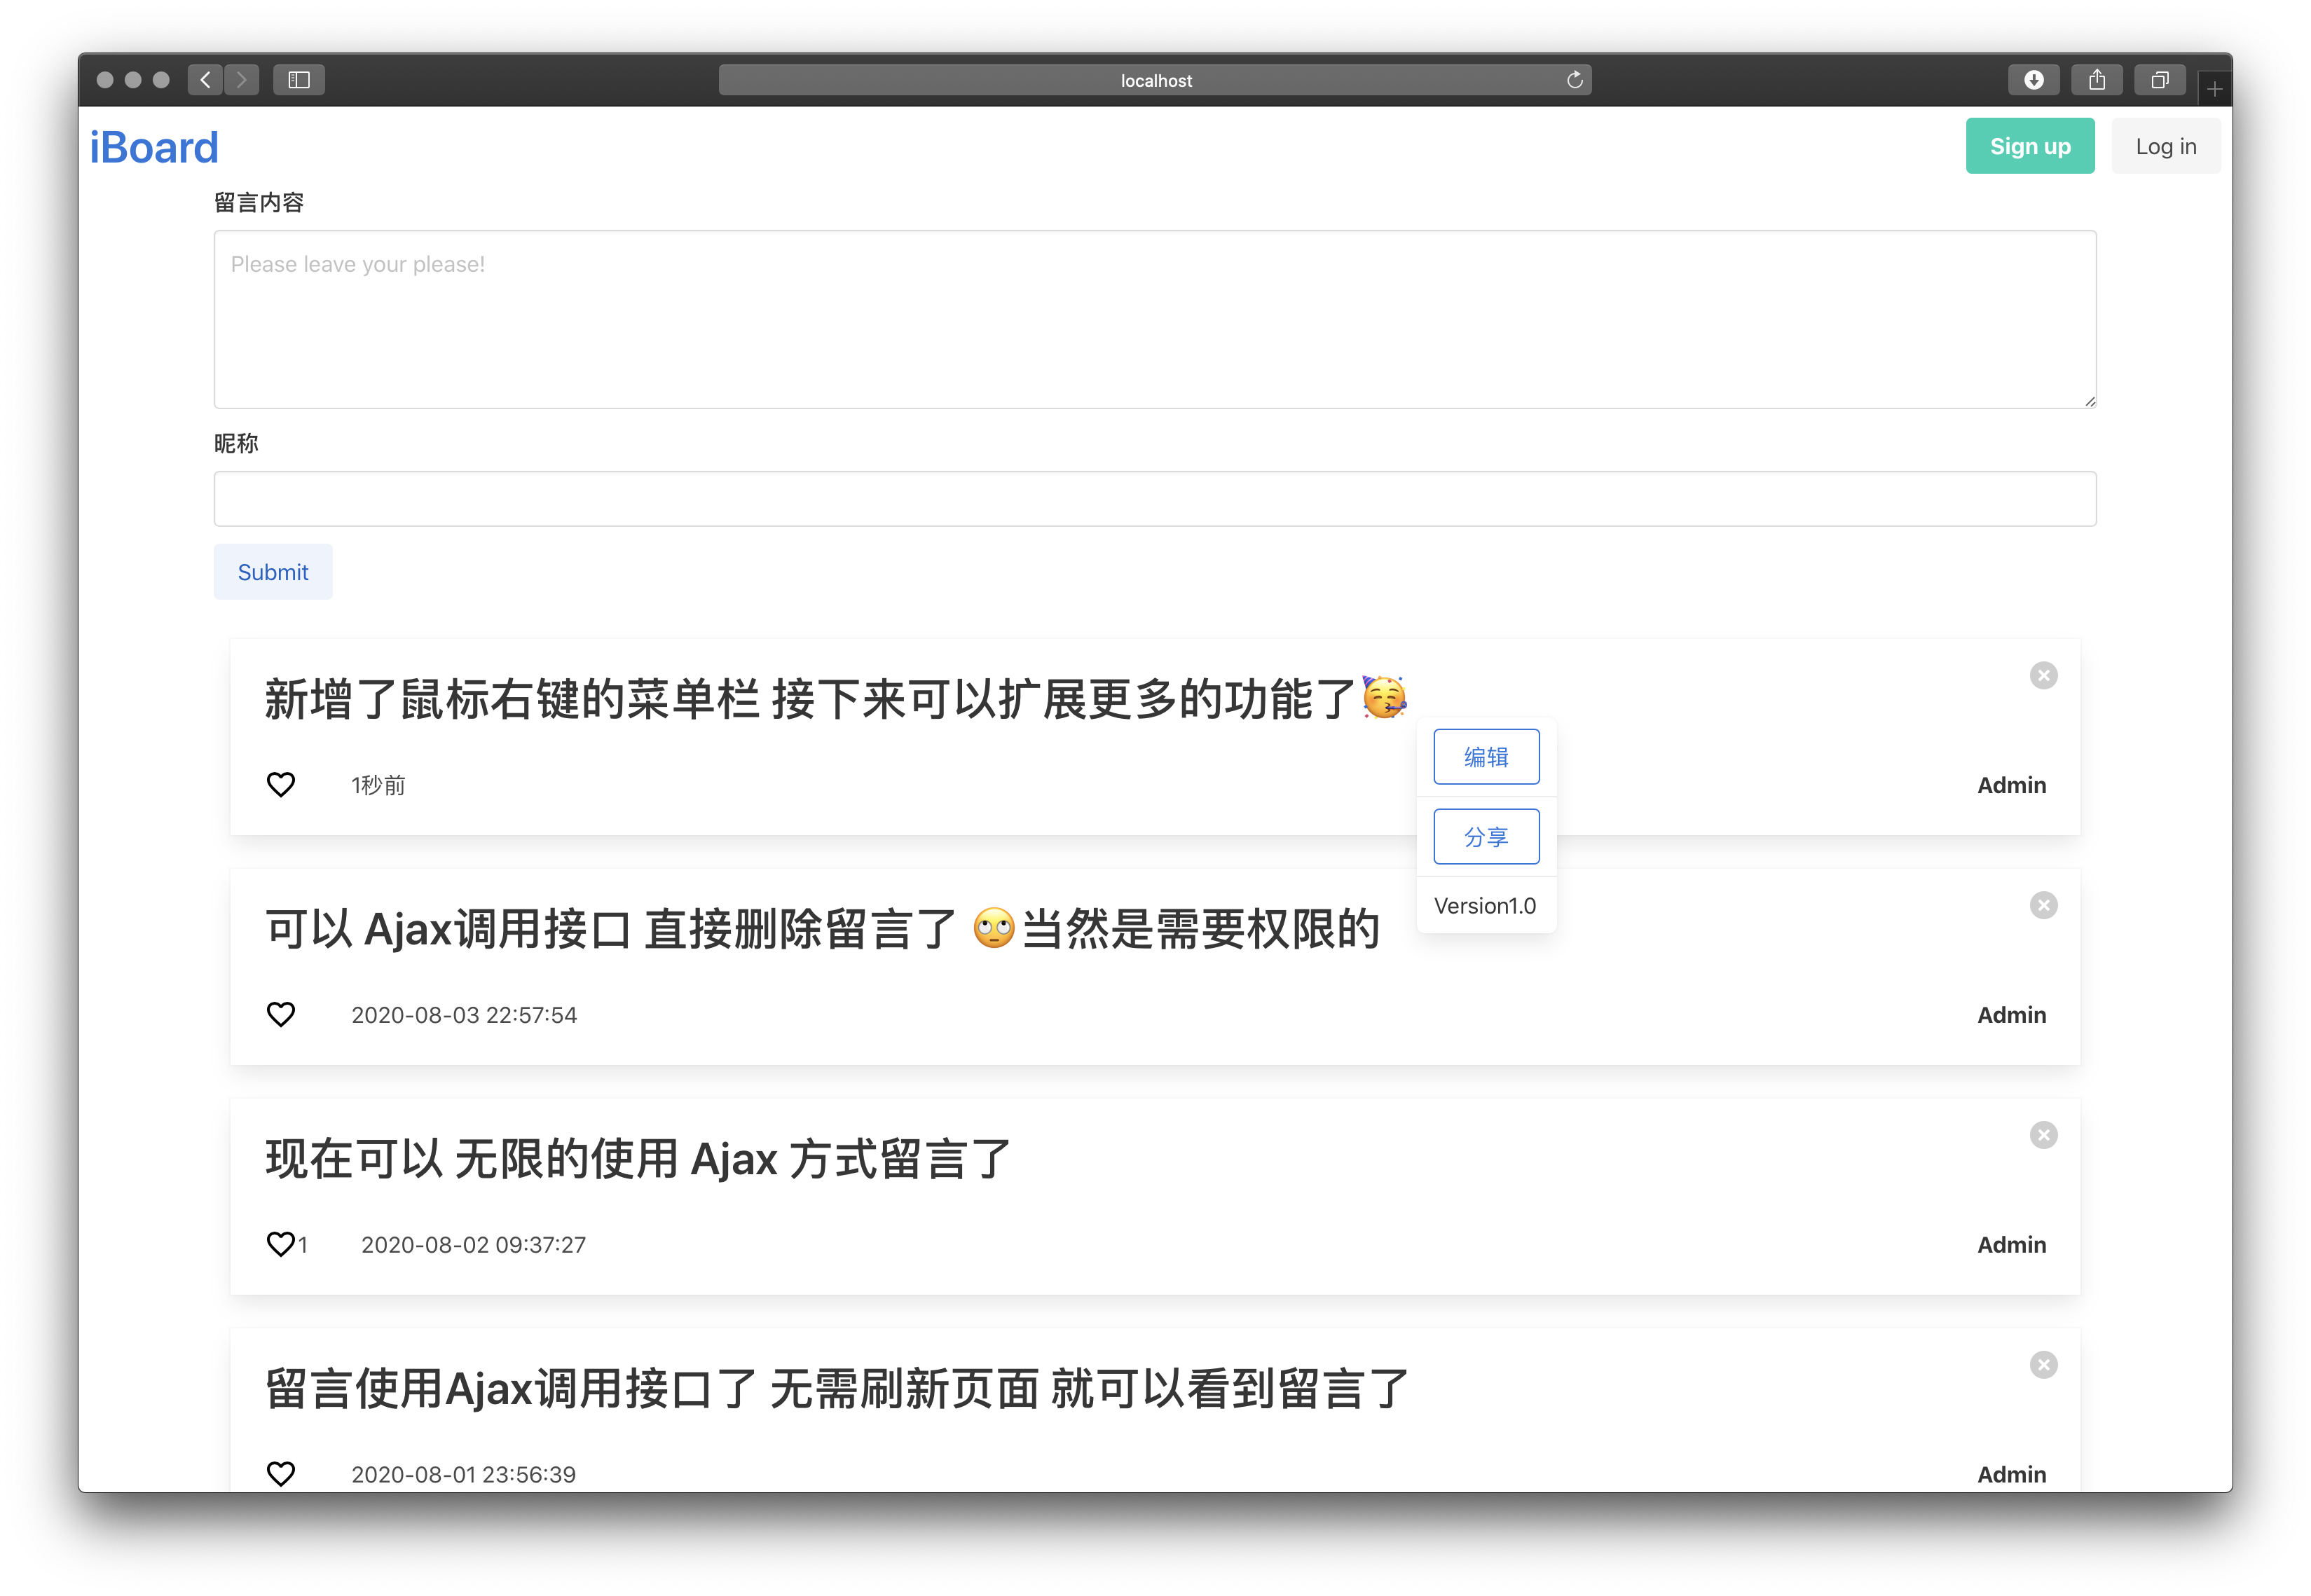 localhost
iBoard
Sign up
Log in
留言内容
Please leave your please!
昵称
Submit
新增了鼠标右键的菜单栏 接下来可以扩展更多的功能了🥳
编辑
1秒前
Admin
分享
Version1.0
可以 Ajax调用接口 直接删除留言了 🙄当然是需要权限的
2020-08-03 22:57:54
Admin
现在可以 无限的使用 Ajax 方式留言了
1
2020-08-02 09:37:27
Admin
留言使用Ajax调用接口了 无需刷新页面 就可以看到留言了
2020-08-01 23:56:39
Admin